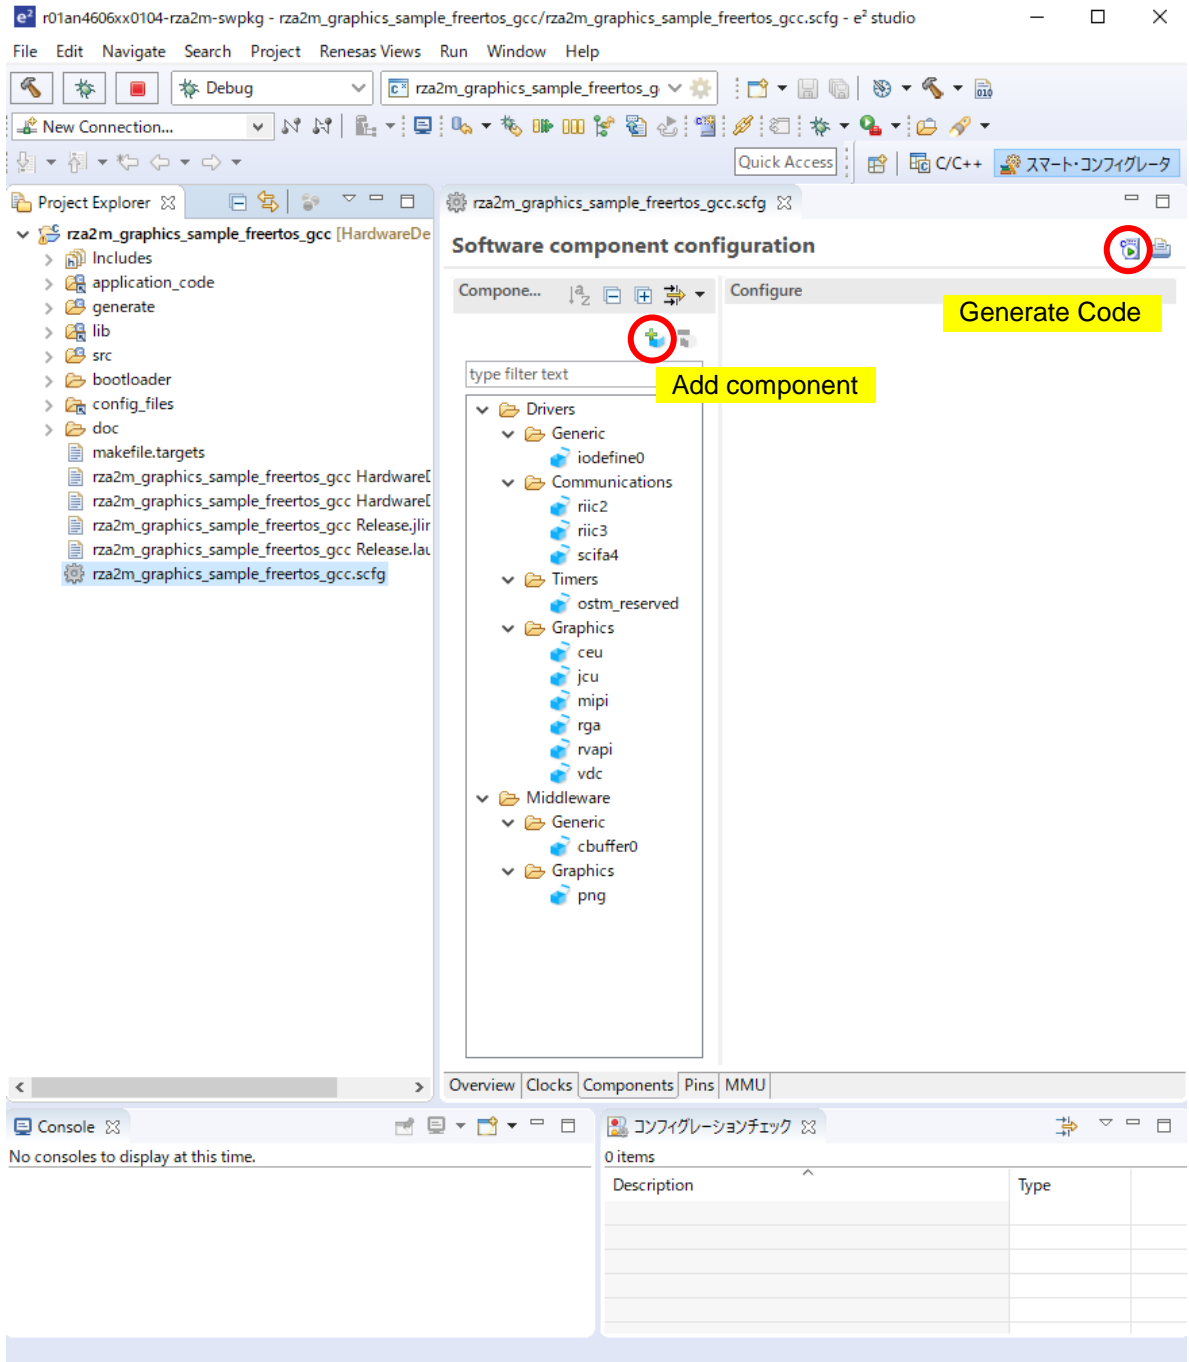 r01an4606xx0104-rza2m-swpkg - rza2m_graphics_sample_freertos_gcc/rza2m_graphics_sample_freertos_gcc.scfg - e² studio
File Edit Navigate Search Project Renesas Views Run Window Help
Debug
rza2m_graphics_sample_freertos_g
New Connection...
Quick Access
C/C++
スマート・コンフィグレータ
Project Explorer
rza2m_graphics_sample_freertos_gcc [HardwareDe
Includes
application_code
generate
lib
src
bootloader
config_files
doc
makefile.targets
rza2m_graphics_sample_freertos_gcc Hardware
rza2m_graphics_sample_freertos_gcc Hardware
rza2m_graphics_sample_freertos_gcc Release.jlin
rza2m_graphics_sample_freertos_gcc Release.lau
rza2m_graphics_sample_freertos_gcc.scfg
rza2m_graphics_sample_freertos_gcc.scfg
Software component configuration
Compone...
Configure
Generate Code
type filter text
Add component
Drivers
Generic
iodefine0
Communications
riic2
riic3
scifa4
Timers
ostm_reserved
Graphics
ceu
jcu
mipi
rga
rvapi
vdc
Middleware
Generic
cbuffer0
Graphics
png
Overview Clocks Components Pins MMU
Console
No consoles to display at this time.
コンフィグレーションチェック
0 items
Description Type